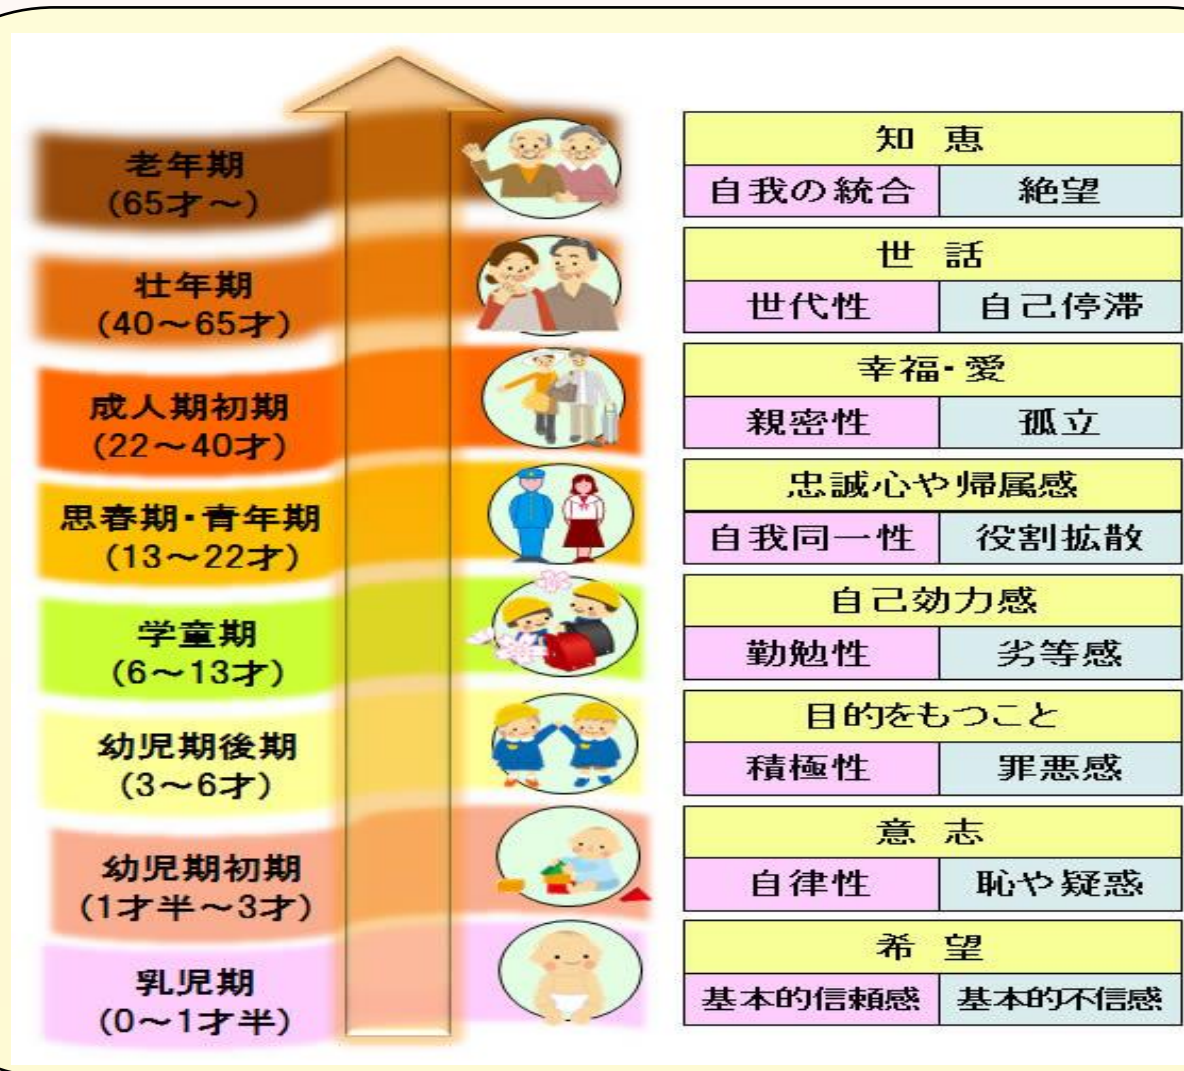 老年期
(65才～)
知 恵
自我の統合 絶望
壮年期
(40～65才)
世 話
世代性 自己停滞
成人期初期
(22～40才)
幸福・愛
親密性 孤立
思春期・青年期
(13～22才)
忠誠心や帰属感
自我同一性 役割拡散
学童期
(6～13才)
自己効力感
勤勉性 劣等感
幼児期後期
(3～6才)
目的をもつこと
積極性 罪悪感
幼児期初期
(1才半～3才)
意 志
自律性 恥や疑惑
乳児期
(0～1才半)
希 望
基本的信頼感 基本的不信感